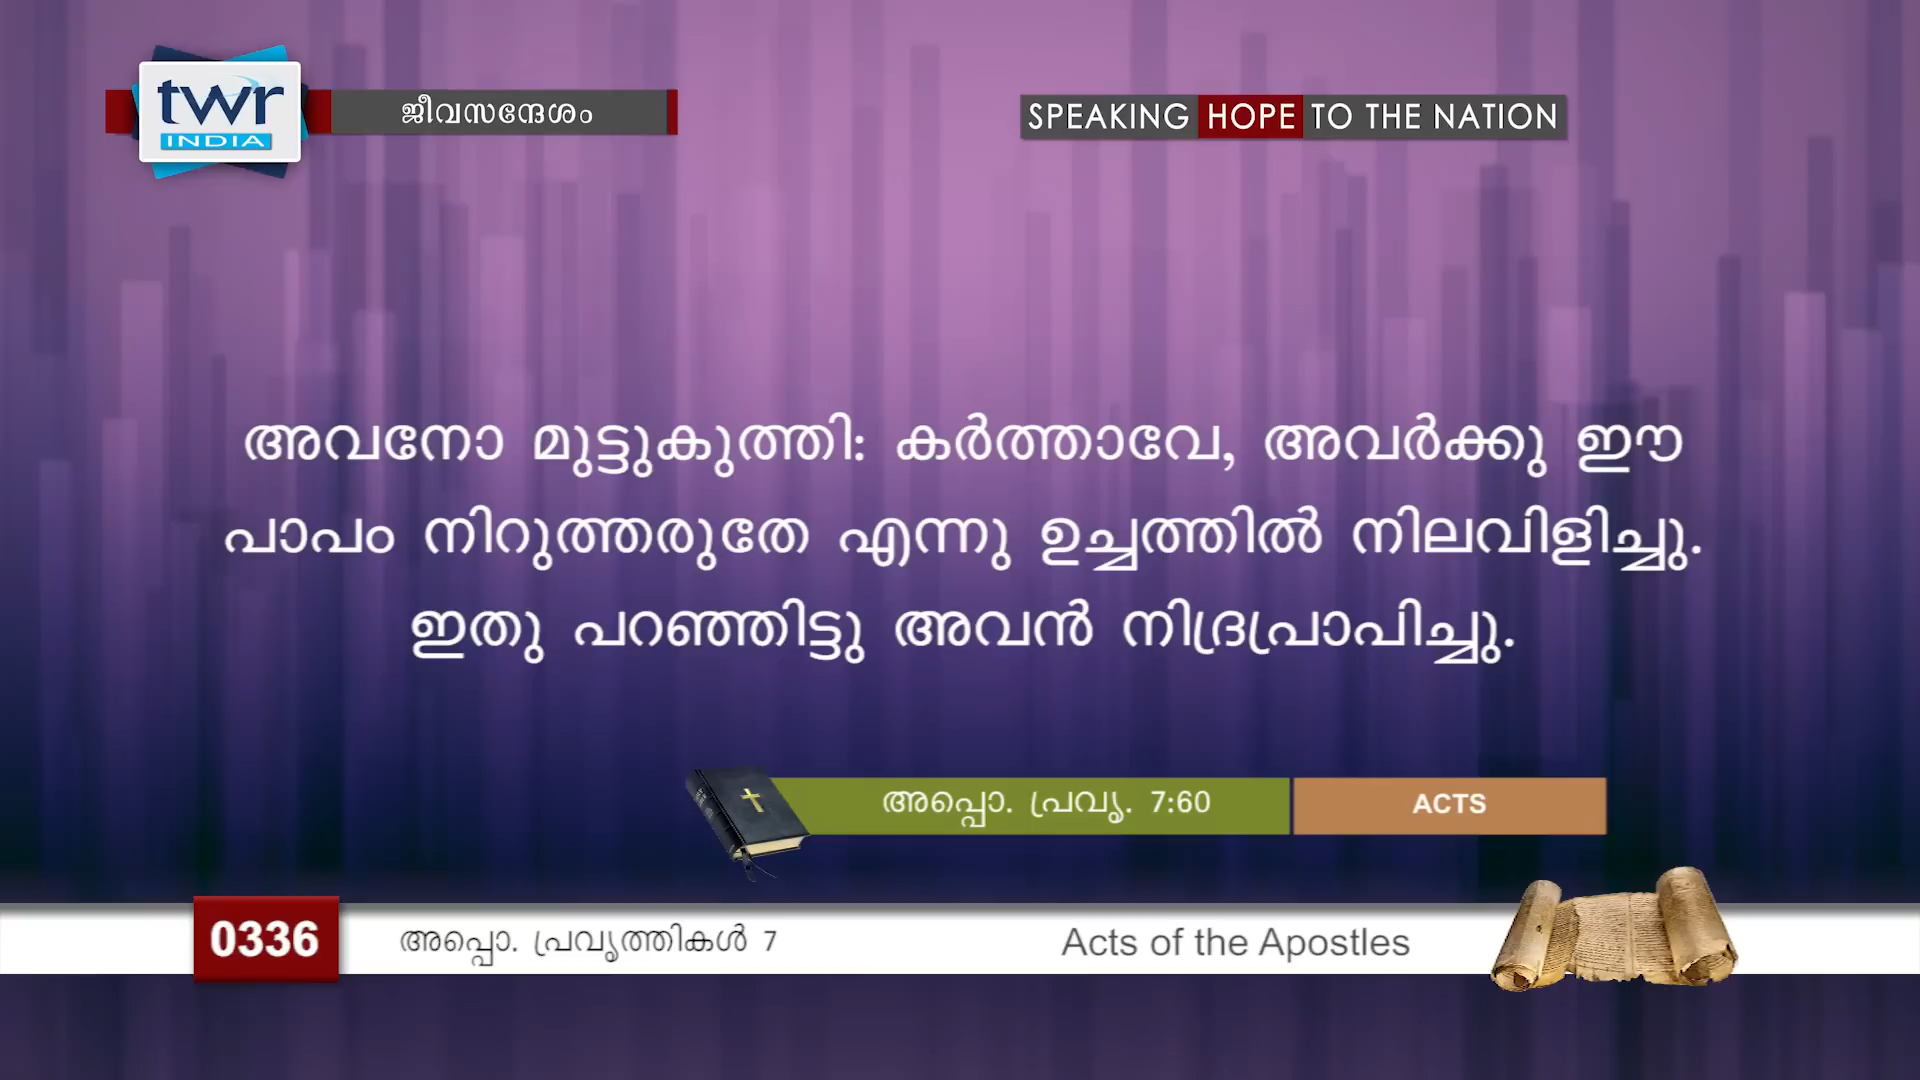 twr
INDIA
ജീവസന്ദേശം
SPEAKING HOPE TO THE NATION
അവനോ മുട്ടുകുത്തി: കർത്താവേ, അവർക്കു ഈ
പാപം നിറുത്തരുതേ എന്നു ഉച്ചത്തിൽ നിലവിളിച്ചു.
ഇതു പറഞ്ഞിട്ടു അവൻ നിദ്രപ്രാപിച്ചു.
അപ്പൊ. പ്രവൃ. 7:60
ACTS
0336
അപ്പൊ. പ്രവൃത്തികൾ 7
Acts of the Apostles